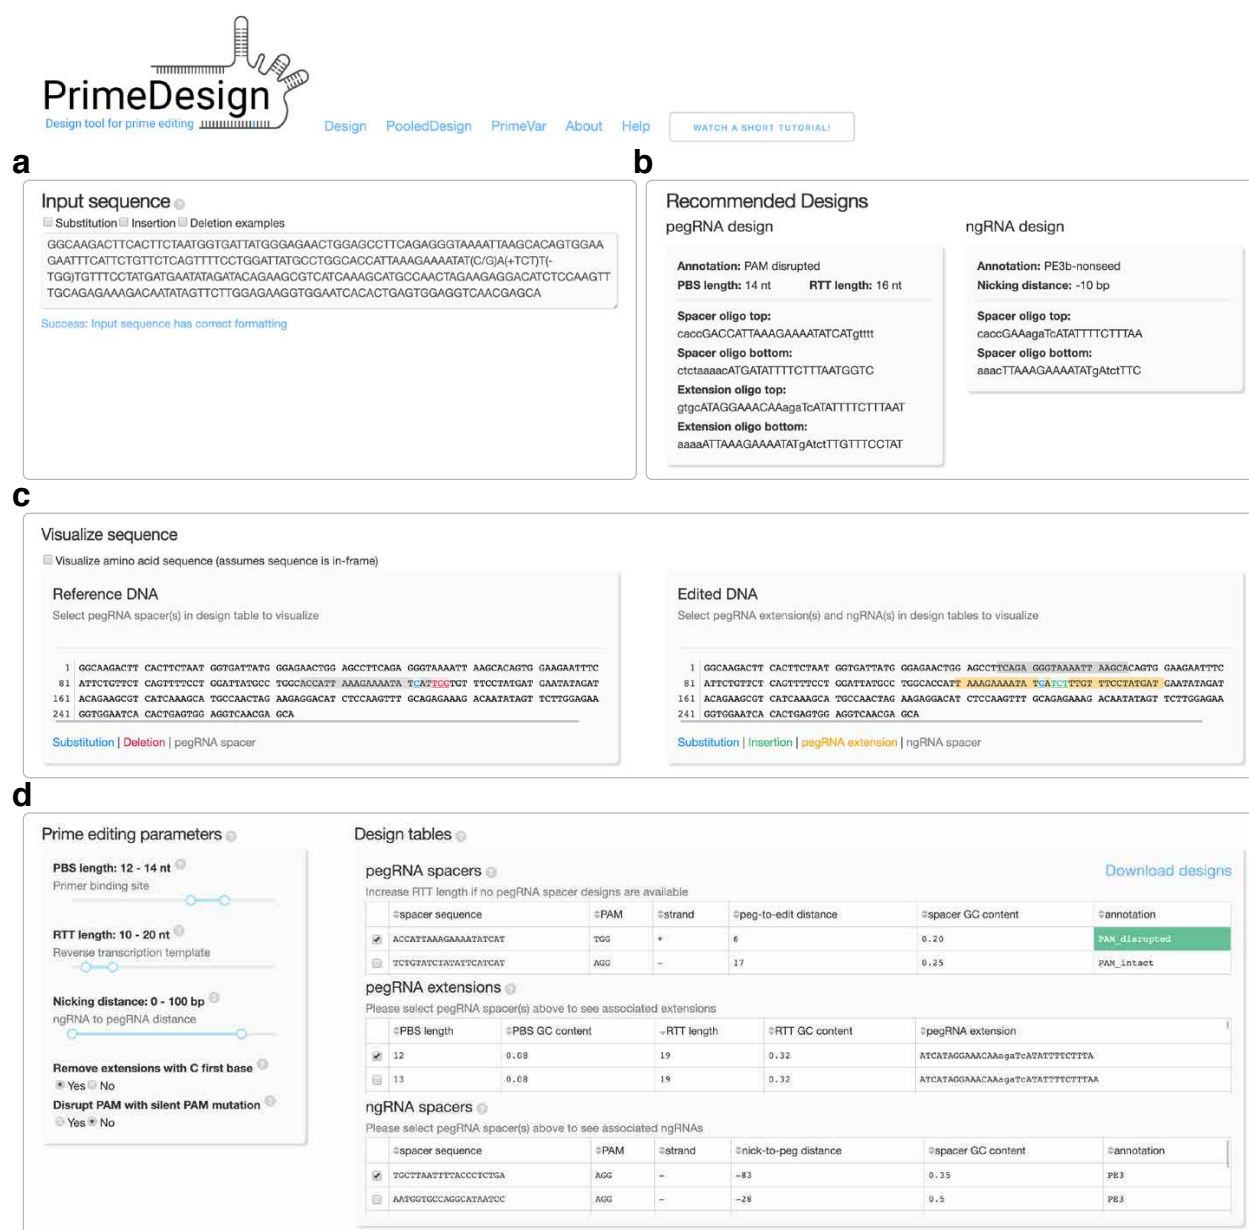 PrimeDesign
Design tool for prime editing
Design PooledDesign PrimeVar About Help WATCH A SHORT TUTORIAL!
a
Input sequence
Substitution Insertion Deletion examples
GGCAAGACTTCACTTCTAATGGTGATTATGGGAGAACTGGAGCCTTCAGAGGGTAAAATTAAGCACAGTGGAA
GAATTTCATTCTGTTCTCAGTTTTCCTGGATTATGCCTGGCACCATTAAAGAAAATAT(C/G)A(+TCT)T(-
TGG)TGTTTCCTATGATGAATATAGATACAGAAGCGTCATCAAAGCATGCCAACTAGAAGAGGACATCTCCAAGTT
TGCAGAGAAAGACAATATAGTTCTTGGAGAAGGTGGAATCACACTGAGTGGAGGTCAACGAGCA
Success: Input sequence has correct formatting
b
Recommended Designs
pegRNA design
Annotation: PAM disrupted
PBS length: 14 nt RTT length: 16 nt
Spacer oligo top:
caccGACCATTAAAGAAAATATCATgtttt
Spacer oligo bottom:
ctctaaaacATGATATTTTCTTTAATGGTC
Extension oligo top:
gtgcATAGGAAACAAagaTcATATTTTCTTTAAT
Extension oligo bottom:
aaaaATTAAAGAAAATATgAtctTTGTTTCCTAT
ngRNA design
Annotation: PE3b-nonseed
Nicking distance: -10 bp
Spacer oligo top:
caccGAAagaTcATATTTTCTTTAA
Spacer oligo bottom:
aaacTTAAAGAAAATATgAtctTTC
c
Visualize sequence
Visualize amino acid sequence (assumes sequence is in-frame)
Reference DNA
Select pegRNA spacer(s) in design table to visualize
1 GGCAAGACTT CACTTCTAAT GGTGATTATG GGAGAACTGG AGCCTTCAGA GGGTAAAATT AAGCACAGTG GAAGAATTTC
81 ATTCTGTTCT CAGTTTTCCT GGATTATGCC TGGCACCATT AAAGAAAATA TCATTGGTGT TTCCTATGAT GAATATAGAT
161 ACAGAAGCGT CATCAAAGCA TGCCAACTAG AAGAGGACAT CTCCAAGTTT GCAGAGAAAG ACAATATAGT TCTTGGAGAA
241 GGTGGAATCA CACTGAGTGG AGGTCAACGA GCA
Substitution | Deletion | pegRNA spacer
Edited DNA
Select pegRNA extension(s) and ngRNA(s) in design tables to visualize
1 GGCAAGACTT CACTTCTAAT GGTGATTATG GGAGAACTGG AGCCTTCAGA GGGTAAAATT AAGCACAGTG GAAGAATTTC
81 ATTCTGTTCT CAGTTTTCCT GGATTATGCC TGGCACCATT AAAGAAAATA TGATCTTTGT TTCCTATGAT GAATATAGAT
161 ACAGAAGCGT CATCAAAGCA TGCCAACTAG AAGAGGACAT CTCCAAGTTT GCAGAGAAAG ACAATATAGT TCTTGGAGAA
241 GGTGGAATCA CACTGAGTGG AGGTCAACGA GCA
Substitution | Insertion | pegRNA extension | ngRNA spacer
d
Prime editing parameters
PBS length: 12 - 14 nt
Primer binding site
RTT length: 10 - 20 nt
Reverse transcription template
Nicking distance: 0 - 100 bp
ngRNA to pegRNA distance
Remove extensions with C first base
Yes No
Disrupt PAM with silent PAM mutation
Yes No
Design tables
pegRNA spacers Download designs
Increase RTT length if no pegRNA spacer designs are available
spacer sequence PAM strand peg-to-edit distance spacer GC content annotation
ACCATTAAAGAAAATATCAT TGG + 6 0.20 PAM_disrupted
TCTGTATCTATATTCATCAT AGG - 17 0.25 PAM_intact
pegRNA extensions
Please select pegRNA spacer(s) above to see associated extensions
PBS length PBS GC content RTT length RTT GC content pegRNA extension
12 0.08 19 0.32 ATCATAGGAAACAAagaTcATATTTTCTTTA
13 0.08 19 0.32 ATCATAGGAAACAAagaTcATATTTTCTTTAA
ngRNA spacers
Please select pegRNA spacer(s) above to see associated ngRNAs
spacer sequence PAM strand nick-to-peg distance spacer GC content annotation
TGCTTAATTTTACCCTCTGA AGG - -83 0.35 PE3
AATGGTGCCAGGCATAATCC AGG - -28 0.5 PE3